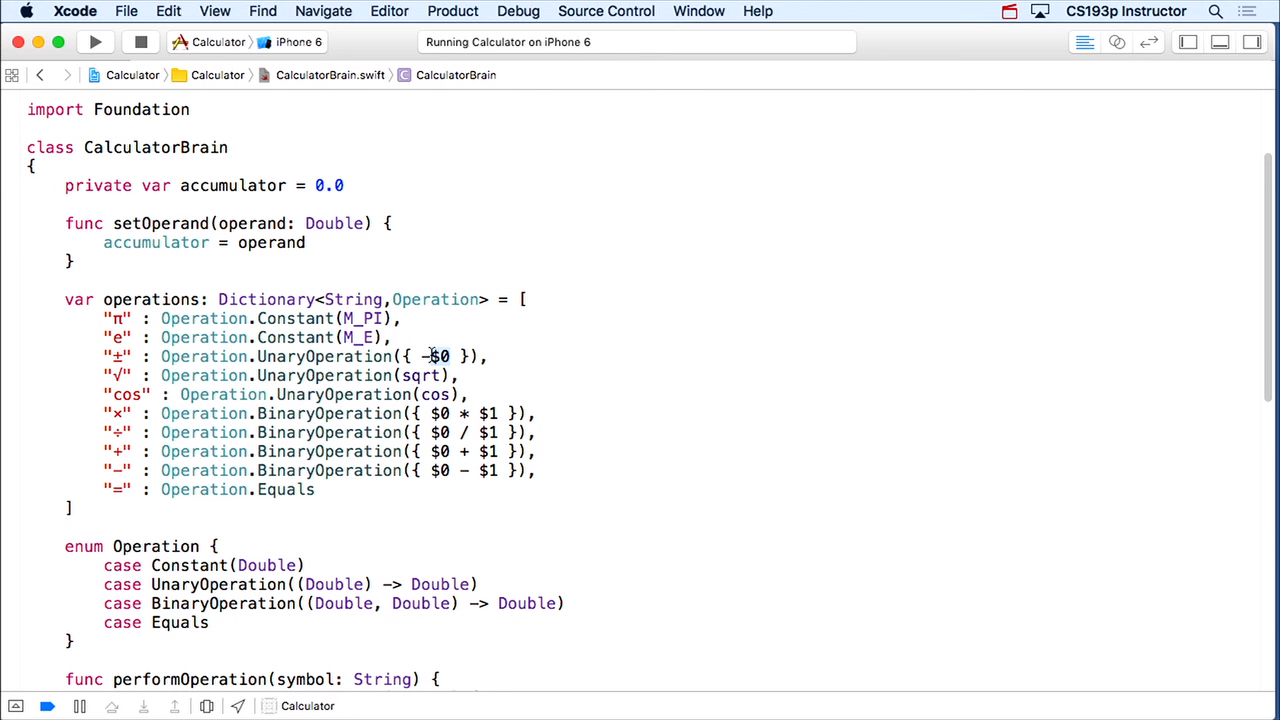 Xcode File Edit View Find Navigate Editor Product Debug Source Control Window Help CS193p Instructor
Calculator iPhone 6 Running Calculator on iPhone 6
Calculator Calculator CalculatorBrain.swift C CalculatorBrain
import Foundation
class CalculatorBrain
{
private var accumulator = 0.0
func setOperand(operand: Double) {
accumulator = operand
}
var operations: Dictionary<String,Operation> = [
"π" : Operation.Constant(M_PI),
"e" : Operation.Constant(M_E),
"±" : Operation.UnaryOperation({ -$0 }),
"√" : Operation.UnaryOperation(sqrt),
"cos" : Operation.UnaryOperation(cos),
"×" : Operation.BinaryOperation({ $0 * $1 }),
"÷" : Operation.BinaryOperation({ $0 / $1 }),
"+" : Operation.BinaryOperation({ $0 + $1 }),
"−" : Operation.BinaryOperation({ $0 - $1 }),
"=" : Operation.Equals
]
enum Operation {
case Constant(Double)
case UnaryOperation((Double) -> Double)
case BinaryOperation((Double, Double) -> Double)
case Equals
}
func performOperation(symbol: String) {
Calculator